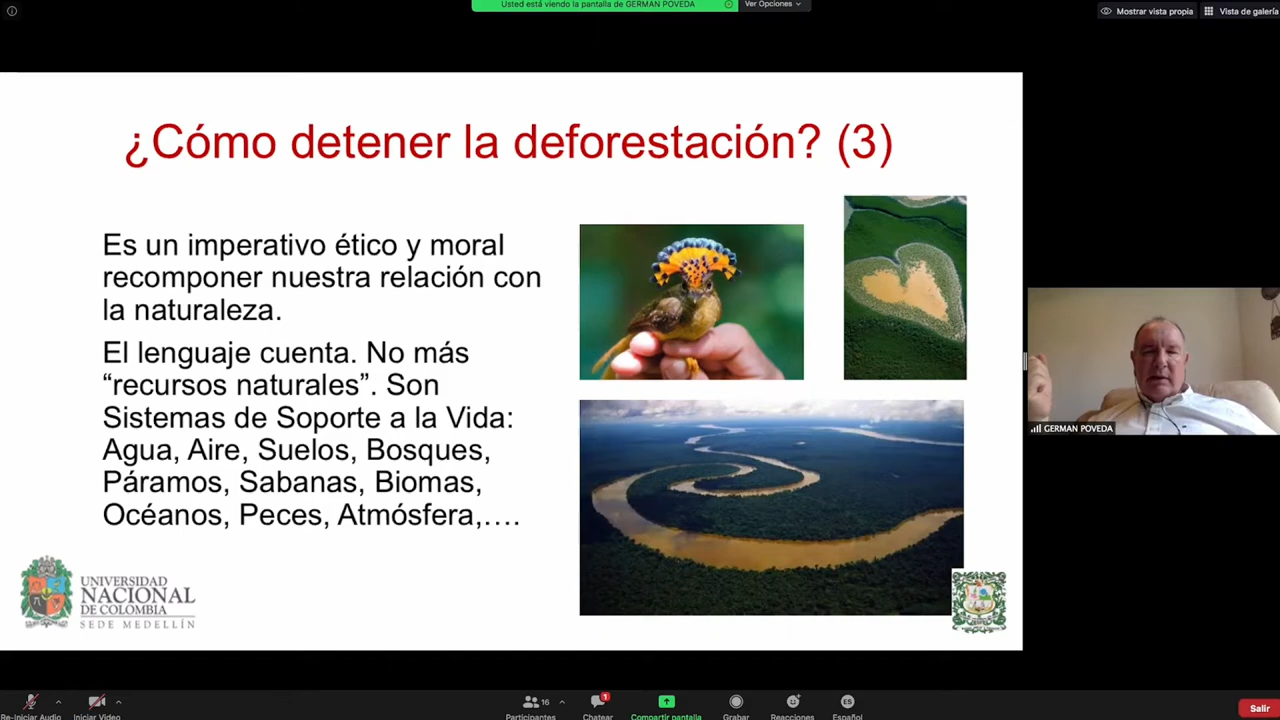 Usted está viendo la pantalla de GERMAN POVEDA
Ver Opciones
Mostrar vista propia
Vista de galería
¿Cómo detener la deforestación? (3)
Es un imperativo ético y moral
recomponer nuestra relación con
la naturaleza.
El lenguaje cuenta. No más
“recursos naturales”. Son
Sistemas de Soporte a la Vida:
Agua, Aire, Suelos, Bosques,
Páramos, Sabanas, Biomas,
Océanos, Peces, Atmósfera,….
UNIVERSIDAD
NACIONAL
DE COLOMBIA
SEDE MEDELLÍN
GERMAN POVEDA
Re-Iniciar Audio
Iniciar Video
16
Participantes
1
Chatear
Compartir pantalla
Grabar
Reacciones
ES
Español
Salir